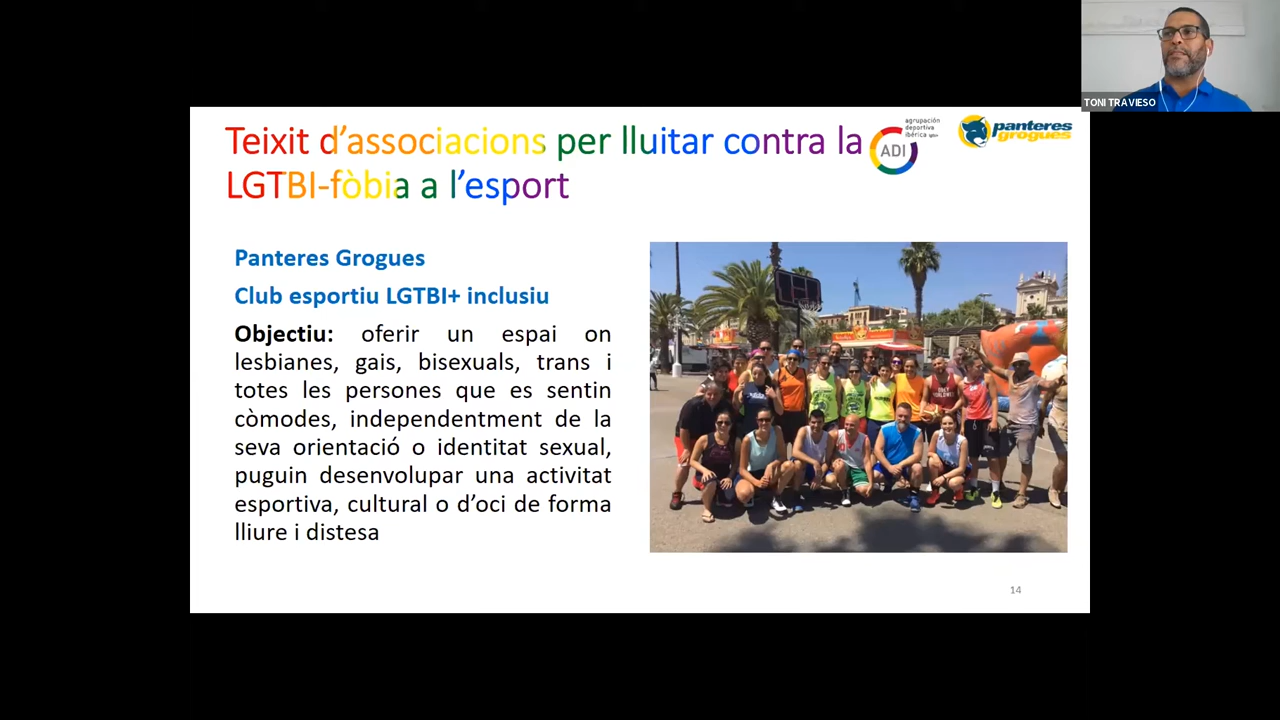 TONI TRAVIESO
Teixit d'associacions per lluitar contra la
LGTBI-fòbia a l'esport
agrupación
deportiva
ibérica
ADI
panteres
grogues
Panteres Grogues
Club esportiu LGTBI+ inclusiu
Objectiu: oferir un espai on
lesbianes, gais, bisexuals, trans i
totes les persones que es sentin
còmodes, independentment de la
seva orientació o identitat sexual,
puguin desenvolupar una activitat
esportiva, cultural o d'oci de forma
lliure i distesa
14